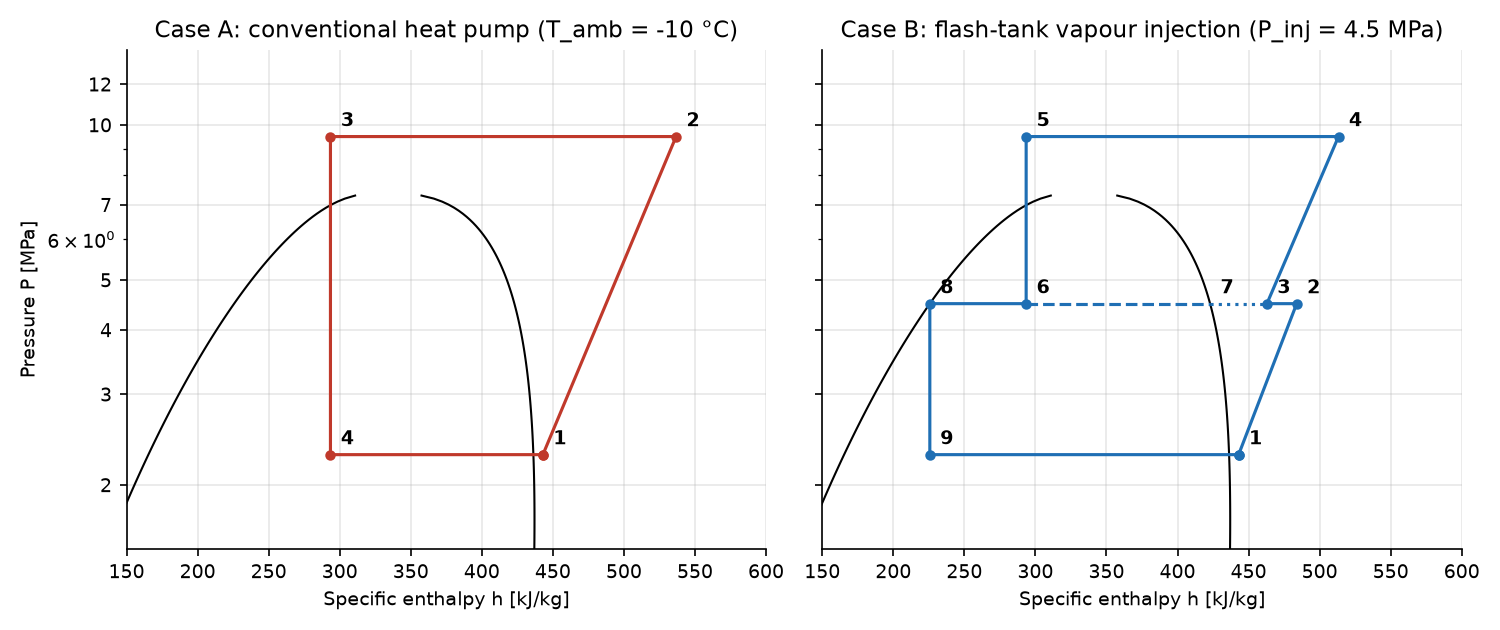 Case A: conventional heat pump (T_amb = -10 °C)
Case B: flash-tank vapour injection (P_inj = 4.5 MPa)
Pressure P [MPa]
12
10
7
6 × 10⁰
5
4
3
2
3
2
4
1
5
4
8
6
7
3
2
9
1
150 200 250 300 350 400 450 500 550 600
150 200 250 300 350 400 450 500 550 600
Specific enthalpy h [kJ/kg]
Specific enthalpy h [kJ/kg]